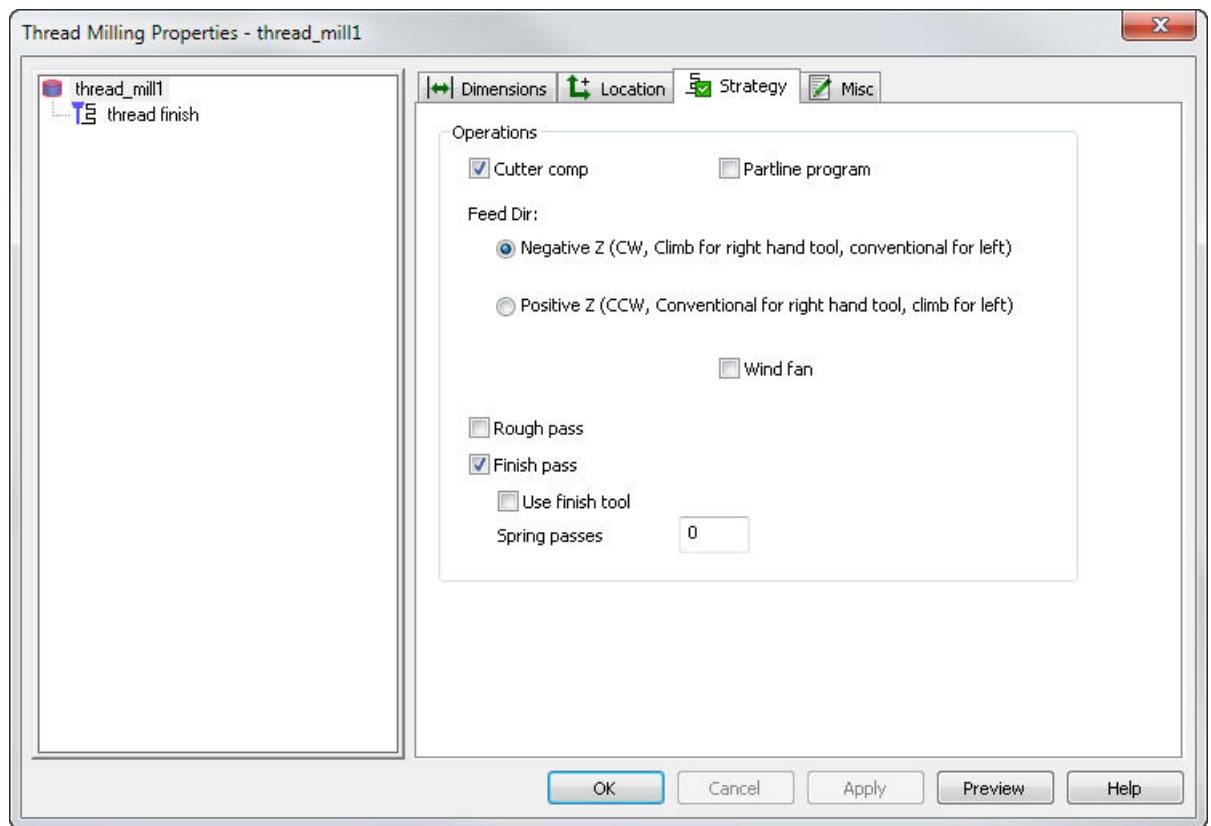 Thread Milling Properties - thread_mill1
thread_mill1
thread finish
Dimensions Location Strategy Misc
Operations
Cutter comp Partline program
Feed Dir:
Negative Z (CW, Climb for right hand tool, conventional for left)
Positive Z (CCW, Conventional for right hand tool, climb for left)
Wind fan
Rough pass
Finish pass
Use finish tool
Spring passes 0
OK Cancel Apply Preview Help